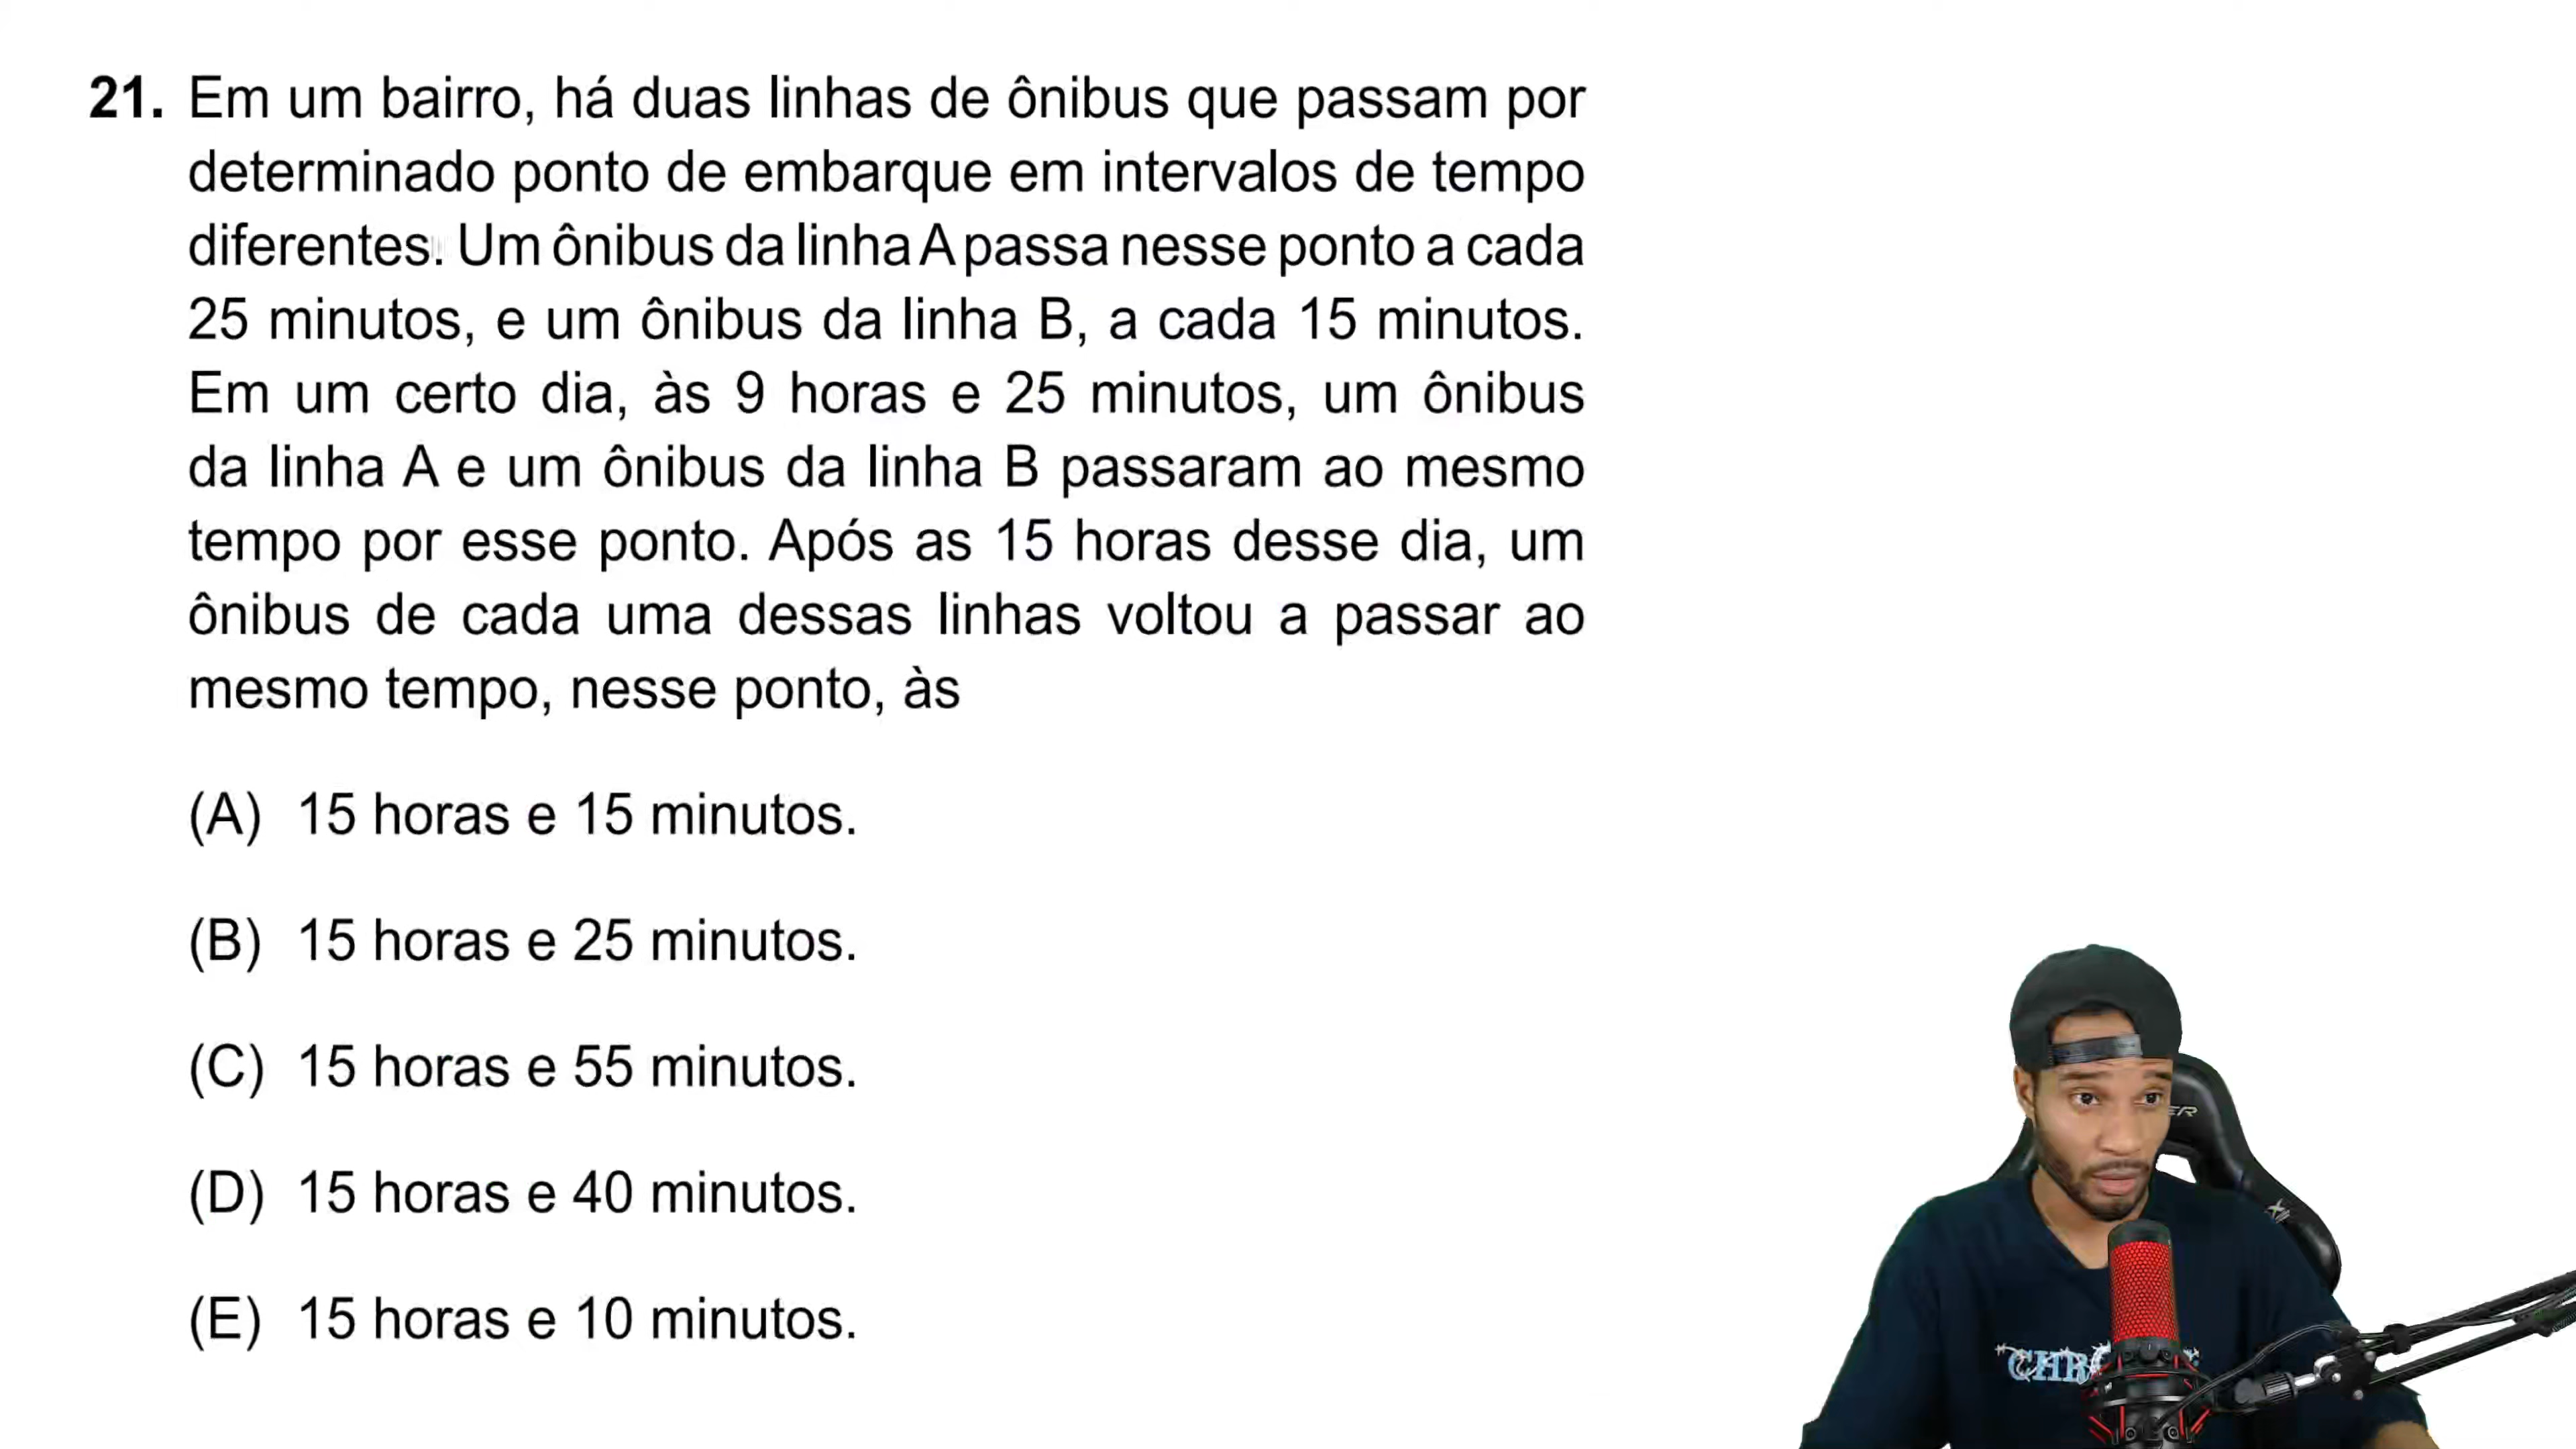 21. Em um bairro, há duas linhas de ônibus que passam por
determinado ponto de embarque em intervalos de tempo
diferentes. Um ônibus da linha A passa nesse ponto a cada
25 minutos, e um ônibus da linha B, a cada 15 minutos.
Em um certo dia, às 9 horas e 25 minutos, um ônibus
da linha A e um ônibus da linha B passaram ao mesmo
tempo por esse ponto. Após as 15 horas desse dia, um
ônibus de cada uma dessas linhas voltou a passar ao
mesmo tempo, nesse ponto, às
(A) 15 horas e 15 minutos.
(B) 15 horas e 25 minutos.
(C) 15 horas e 55 minutos.
(D) 15 horas e 40 minutos.
(E) 15 horas e 10 minutos.